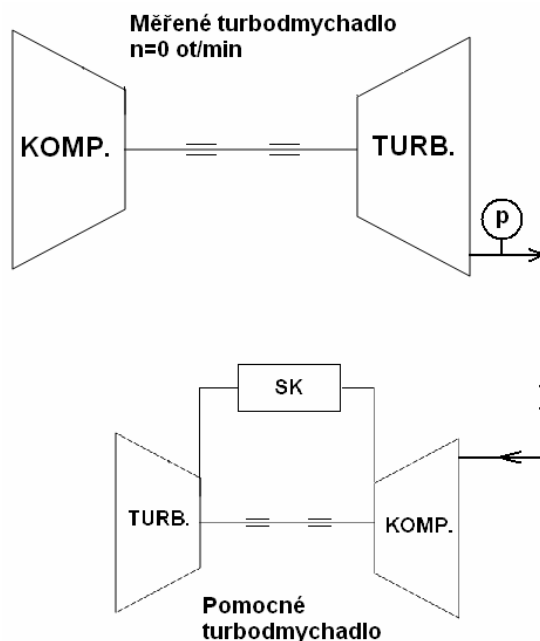 Měřené turbodmychadlo
n=0 ot/min
KOMP.
TURB.
p
SK
TURB.
KOMP.
Pomocné
turbodmychadlo